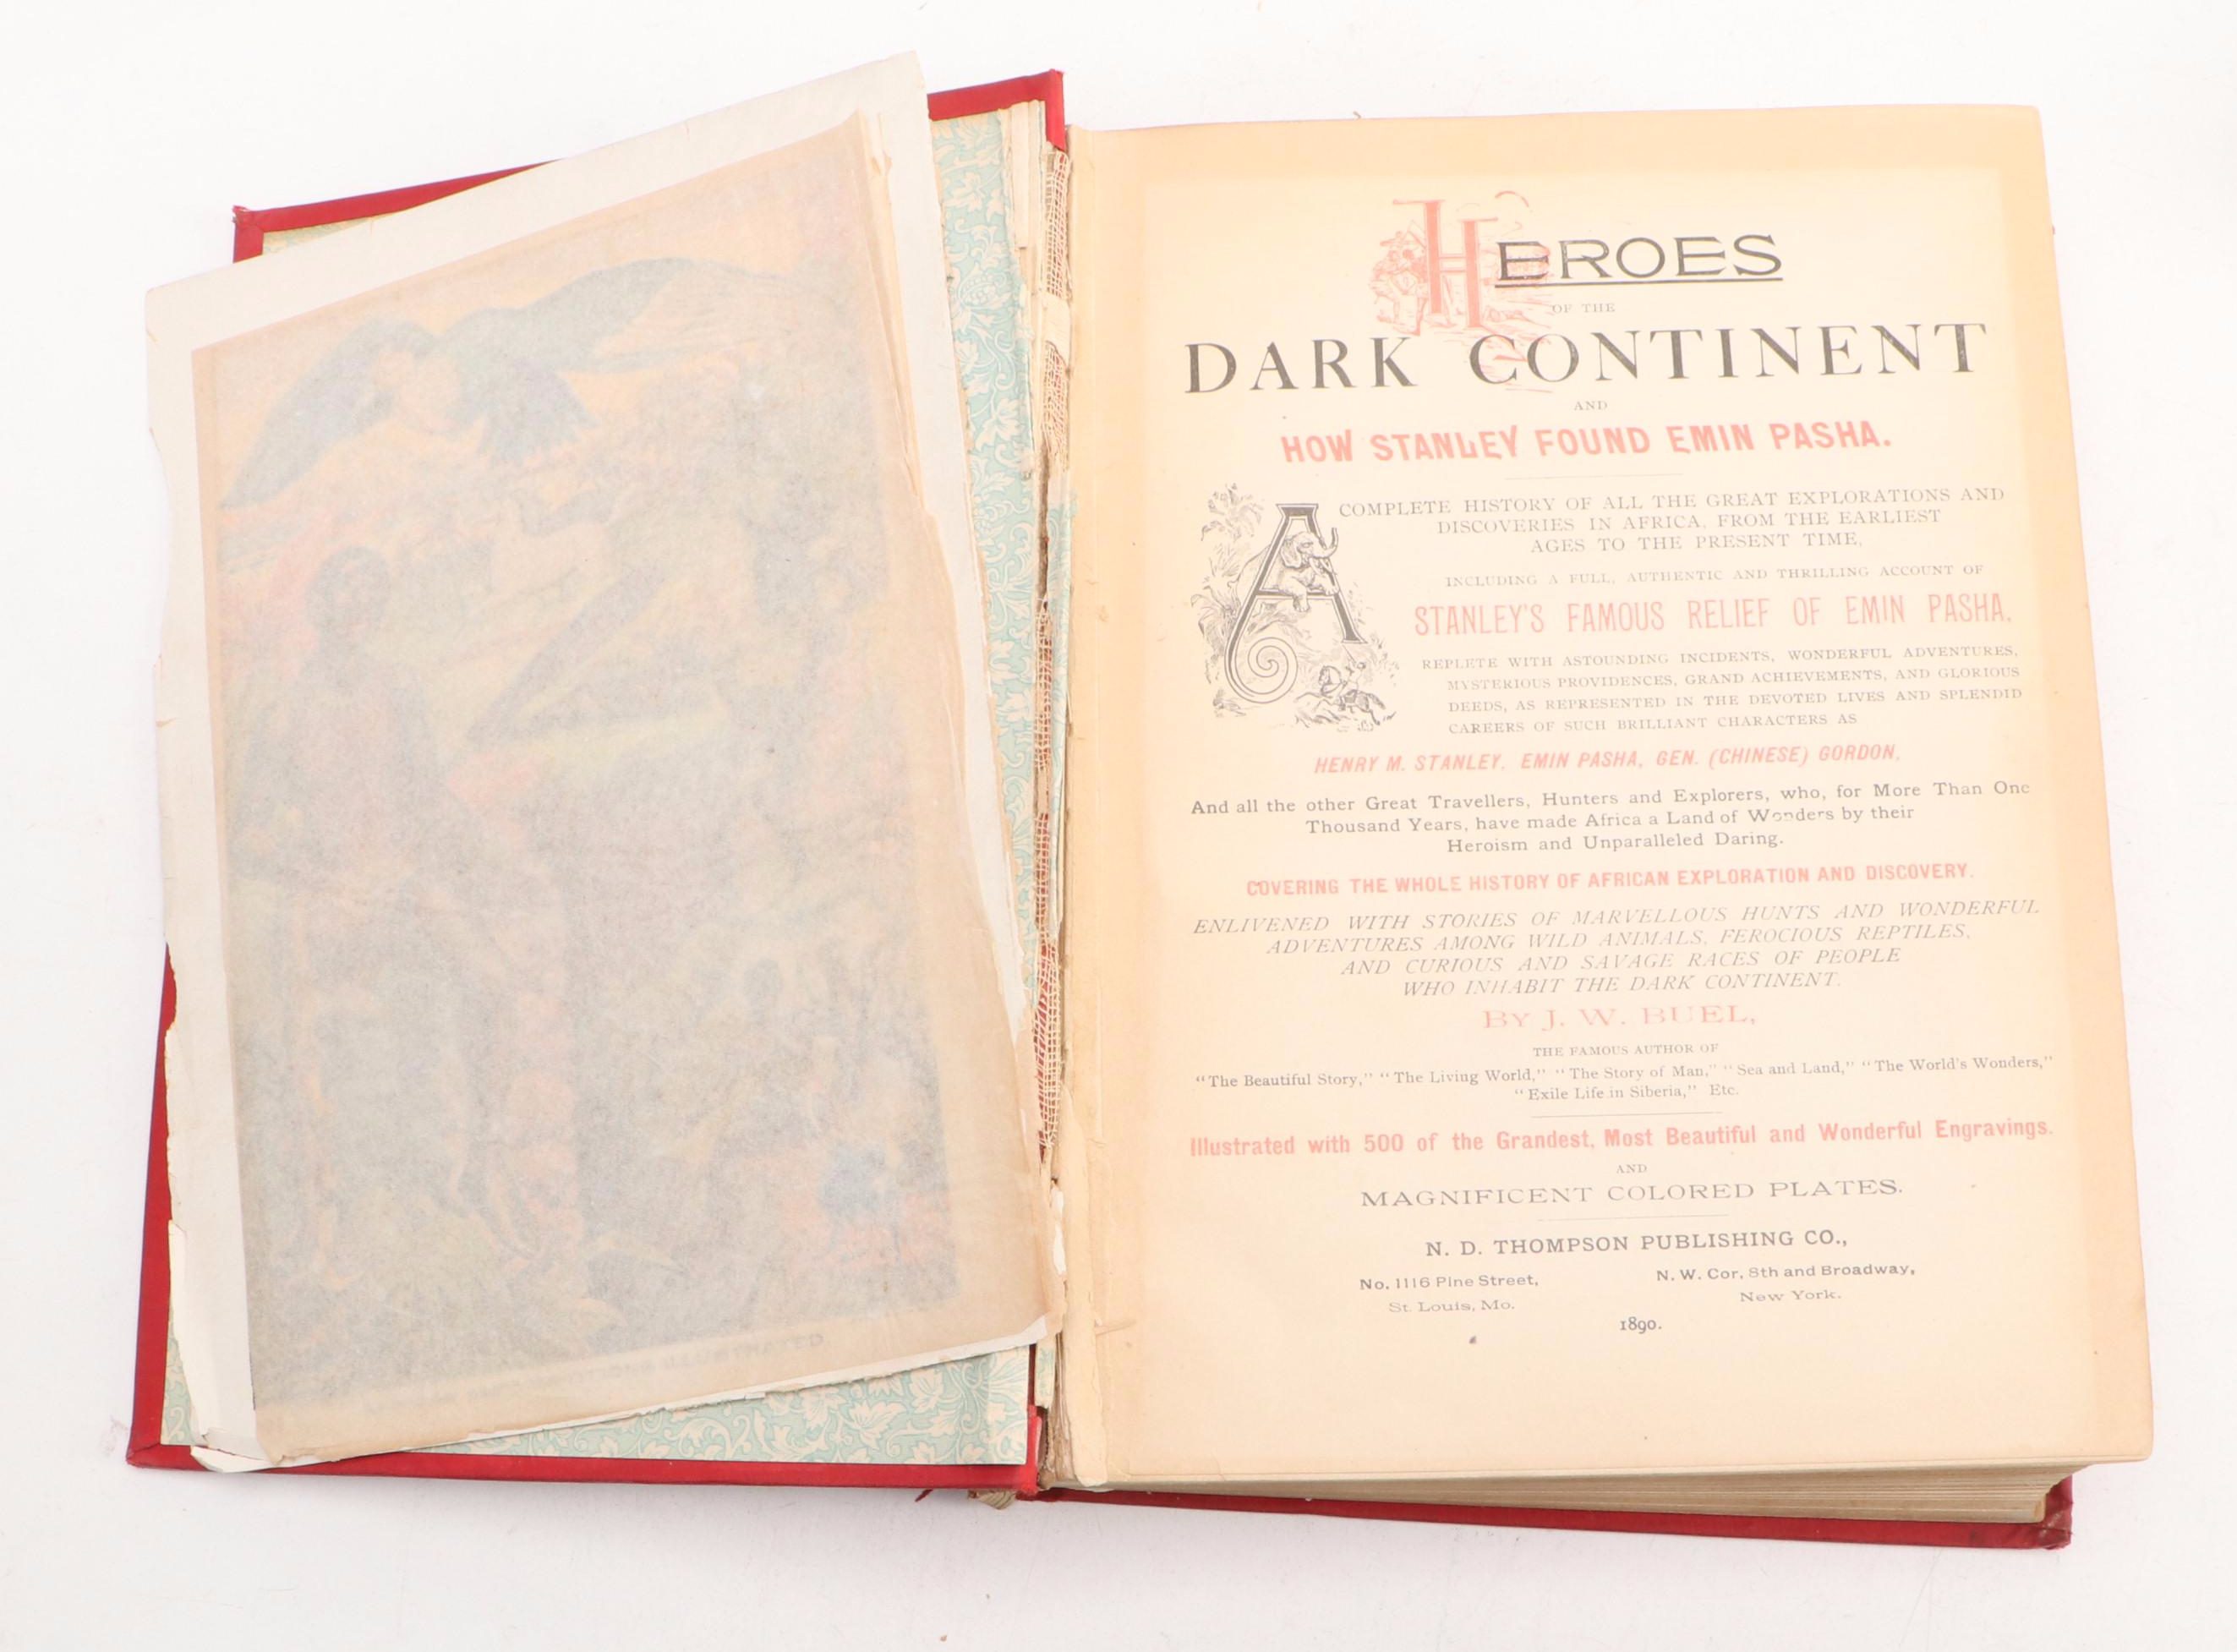 ILLUSTRATED
HEROES
OF THE
DARK CONTINENT
AND
HOW STANLEY FOUND EMIN PASHA.
A COMPLETE HISTORY OF ALL THE GREAT EXPLORATIONS AND
DISCOVERIES IN AFRICA, FROM THE EARLIEST
AGES TO THE PRESENT TIME,
INCLUDING A FULL, AUTHENTIC AND THRILLING ACCOUNT OF
STANLEY'S FAMOUS RELIEF OF EMIN PASHA,
REPLETE WITH ASTOUNDING INCIDENTS, WONDERFUL ADVENTURES,
MYSTERIOUS PROVIDENCES, GRAND ACHIEVEMENTS, AND GLORIOUS
DEEDS, AS REPRESENTED IN THE DEVOTED LIVES AND SPLENDID
CAREERS OF SUCH BRILLIANT CHARACTERS AS
HENRY M. STANLEY, EMIN PASHA, GEN. (CHINESE) GORDON,
And all the other Great Travellers, Hunters and Explorers, who, for More Than One
Thousand Years, have made Africa a Land of Wonders by their
Heroism and Unparalleled Daring.
COVERING THE WHOLE HISTORY OF AFRICAN EXPLORATION AND DISCOVERY.
ENLIVENED WITH STORIES OF MARVELLOUS HUNTS AND WONDERFUL
ADVENTURES AMONG WILD ANIMALS, FEROCIOUS REPTILES,
AND CURIOUS AND SAVAGE RACES OF PEOPLE
WHO INHABIT THE DARK CONTINENT.
BY J. W. BUEL,
THE FAMOUS AUTHOR OF
"The Beautiful Story," "The Living World," "The Story of Man," "Sea and Land," "The World's Wonders,"
"Exile Life in Siberia," Etc.
Illustrated with 500 of the Grandest, Most Beautiful and Wonderful Engravings.
AND
MAGNIFICENT COLORED PLATES.
N. D. THOMPSON PUBLISHING CO.,
No. 1116 Pine Street, N. W. Cor. 8th and Broadway,
St. Louis, Mo. New York.
1890.